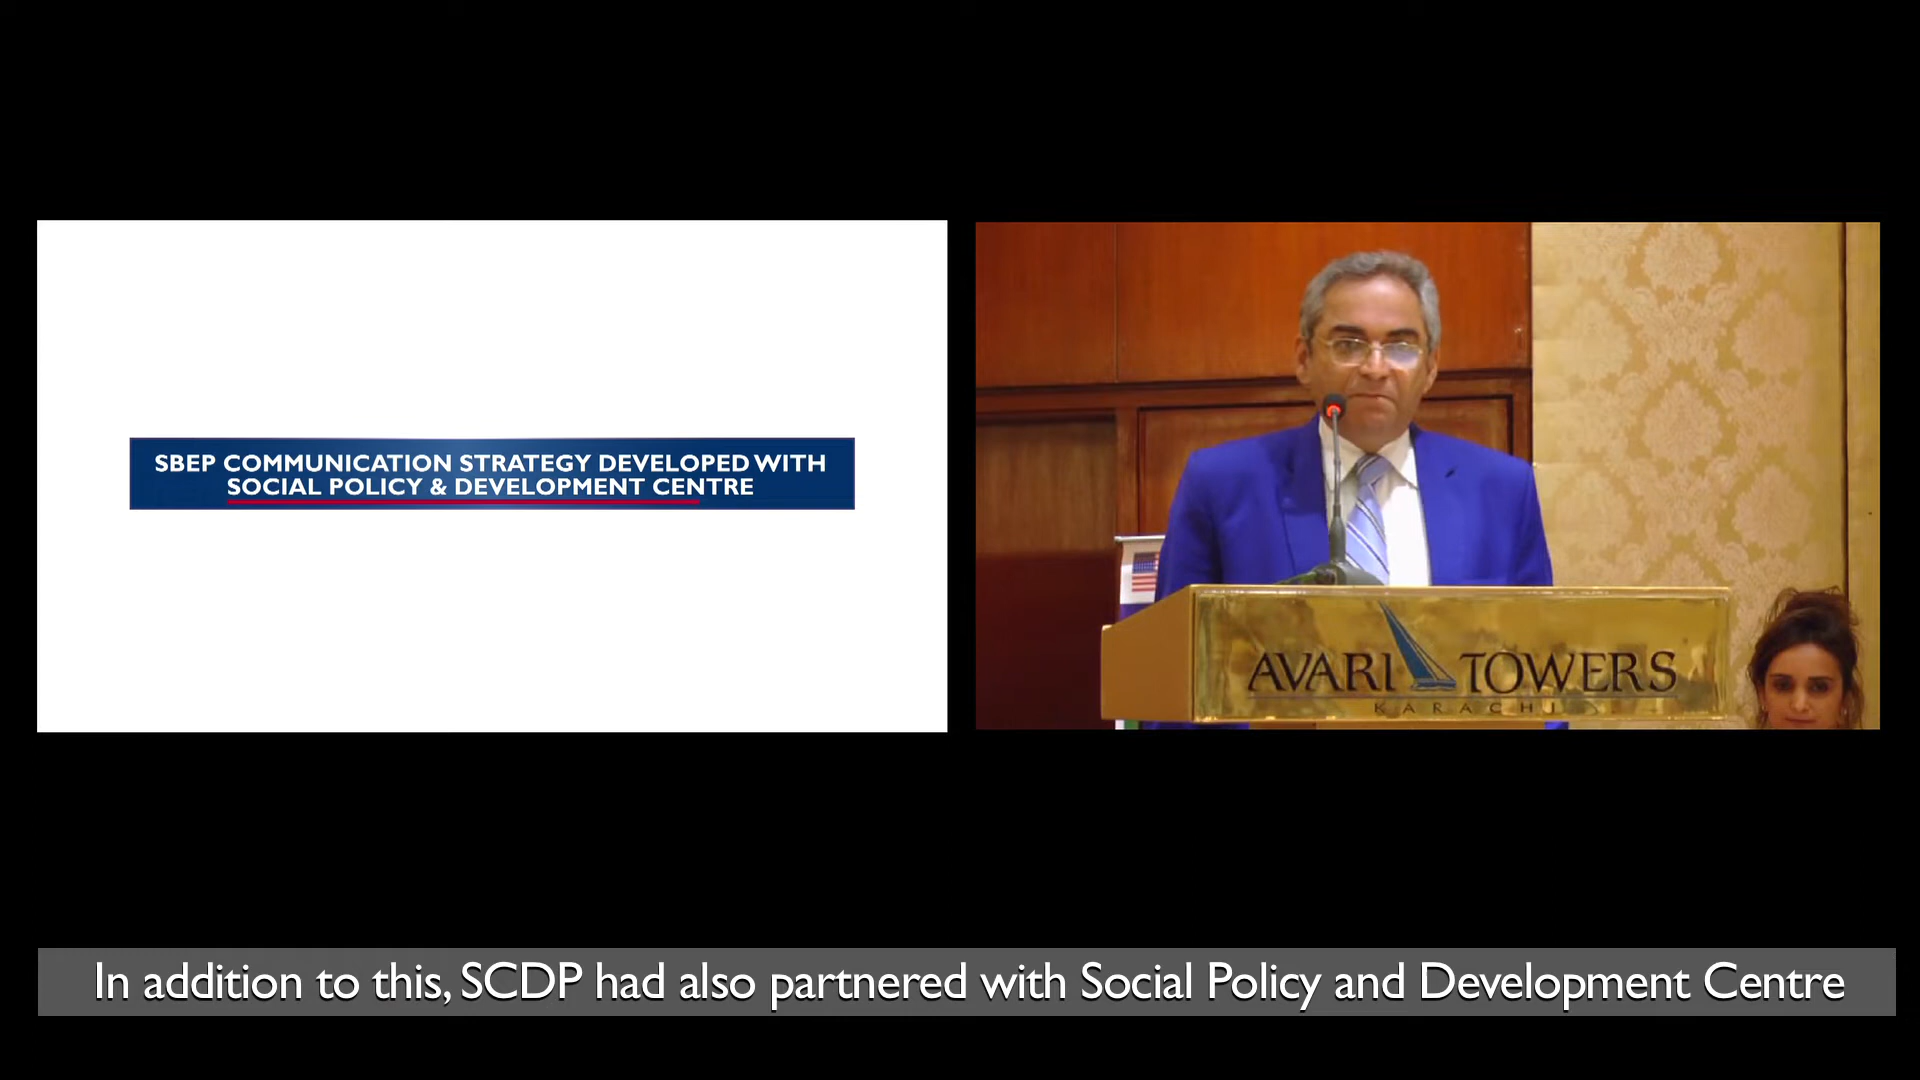 SBEP COMMUNICATION STRATEGY DEVELOPED WITH
SOCIAL POLICY & DEVELOPMENT CENTRE
AVARI TOWERS
KARACHI
In addition to this, SCDP had also partnered with Social Policy and Development Centre